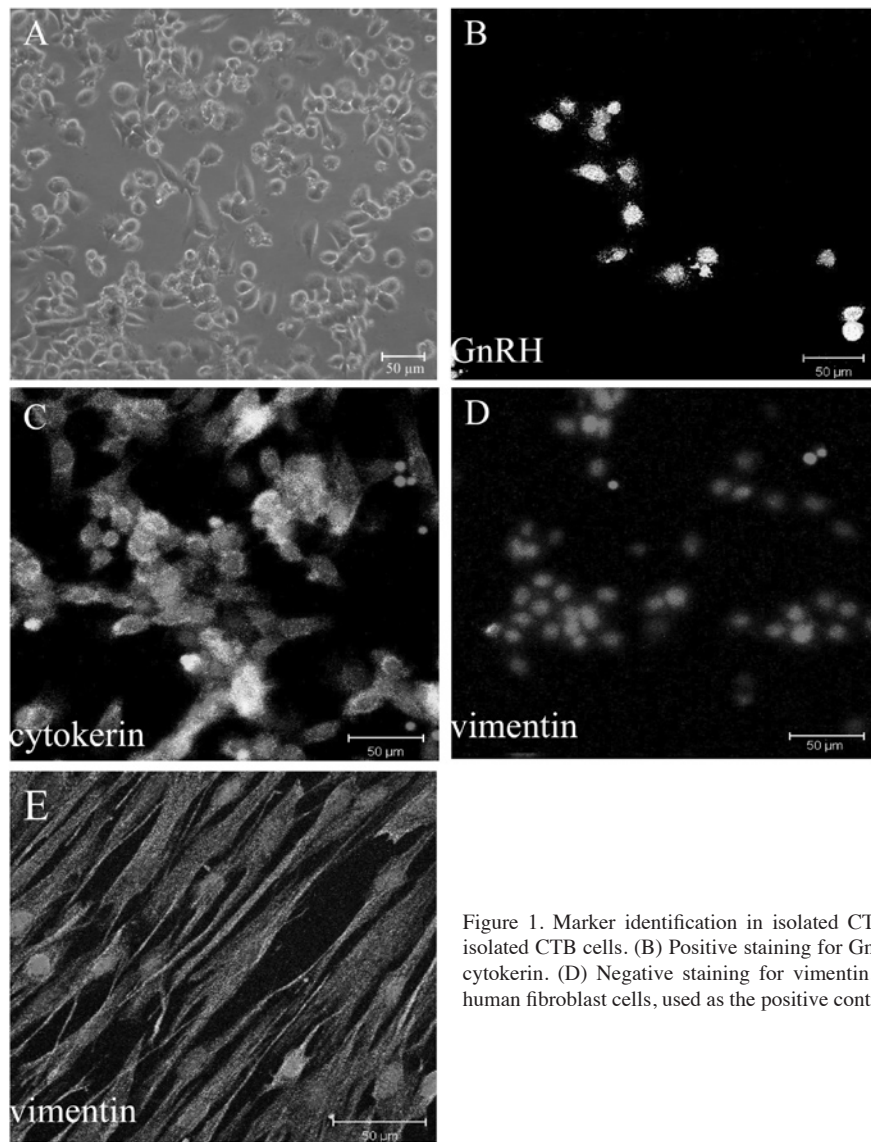 A
50 µm
B
GnRH
50 µm
C
cytokerin
50 µm
D
vimentin
50 µm
E
vimentin
50 µm
Figure 1. Marker identification in isolated CT
isolated CTB cells. (B) Positive staining for Gn
cytokerin. (D) Negative staining for vimentin
human fibroblast cells, used as the positive cont